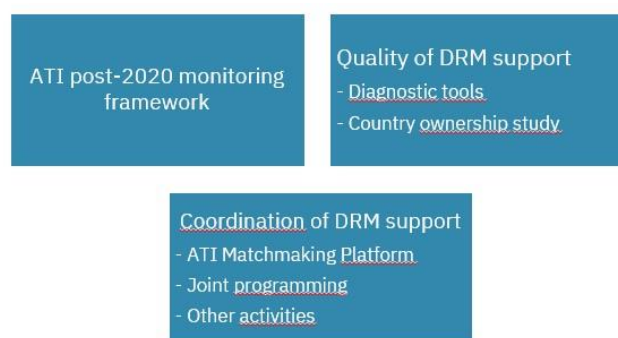 ATI post-2020 monitoring
framework
Quality of DRM support
- Diagnostic tools
- Country ownership study
Coordination of DRM support
- ATI Matchmaking Platform
- Joint programming
- Other activities